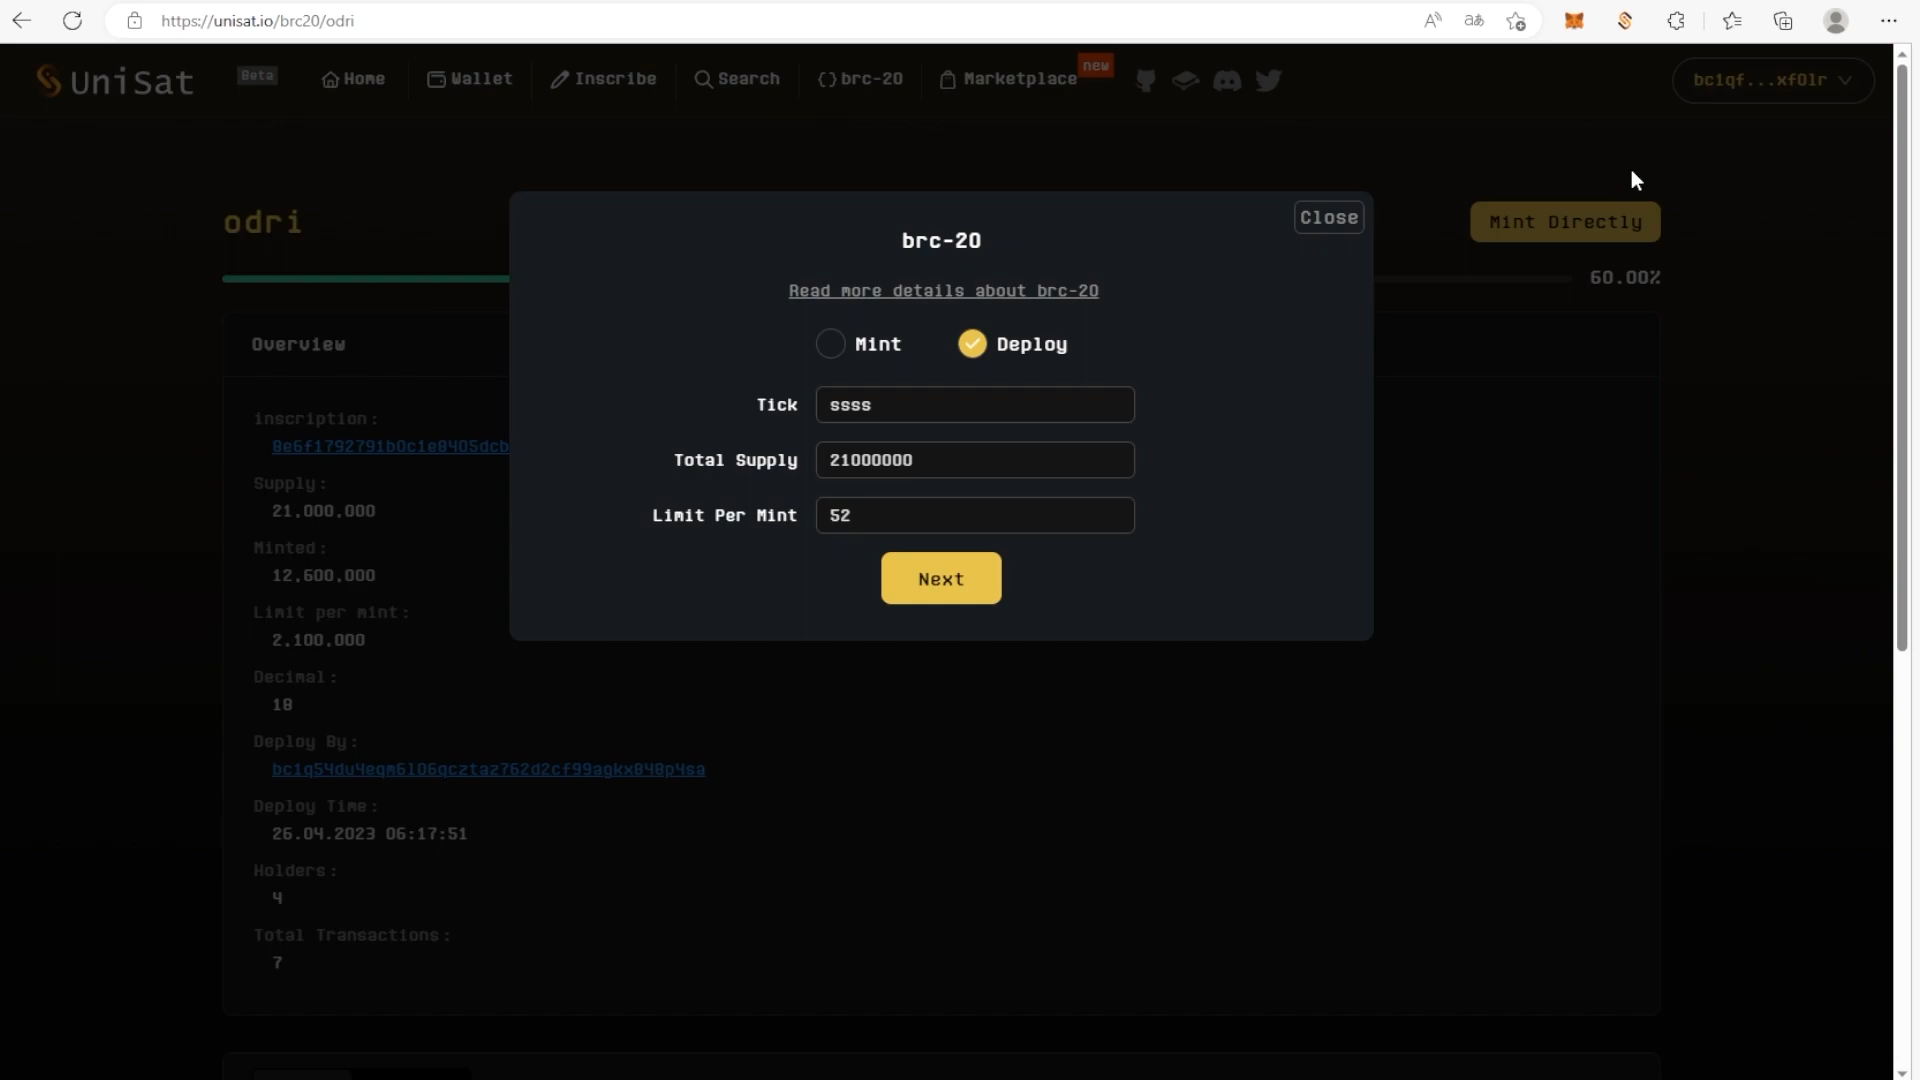 https://unisat.io/brc20/odri
UniSat
Beta
Home
Wallet
Inscribe
Search
{} brc-20
Marketplace
new
bc1qf...xf0lr
odri
Mint Directly
60.00%
Close
brc-20
Read more details about brc-20
Mint
Deploy
Tick
ssss
Total Supply
21000000
Limit Per Mint
52
Next
Overview
inscription:
8e6f1792791b0c1e8405dcb
Supply:
21,000,000
Minted:
12,600,000
Limit per mint:
2,100,000
Decimal:
18
Deploy By:
bc1q54du4eqm6l06qcztaz762d2cf99agkx848p4sa
Deploy Time:
26.04.2023 06:17:51
Holders:
4
Total Transactions:
7